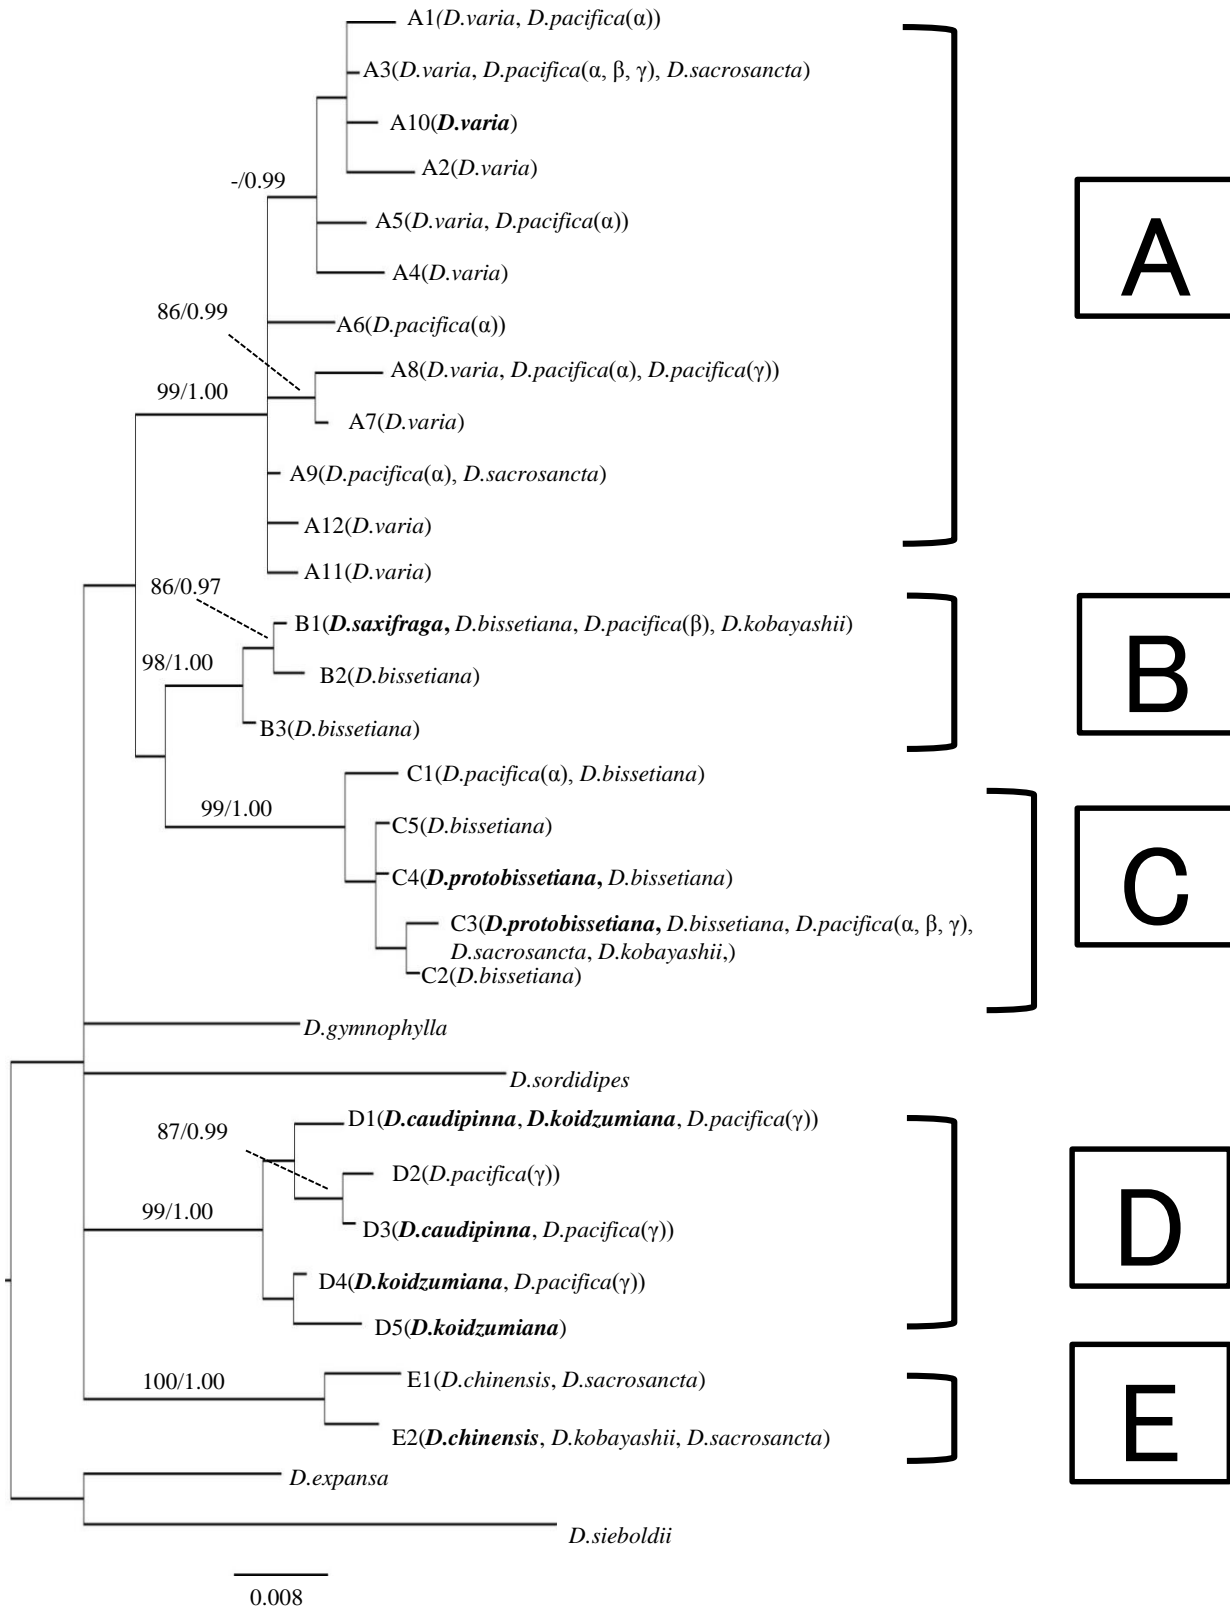 A1(D.varia, D.pacifica(α))
A3(D.varia, D.pacifica(α, β, γ), D.sacrosancta)
A10(D.varia)
A2(D.varia)
-/0.99
A5(D.varia, D.pacifica(α))
A
A4(D.varia)
86/0.99
A6(D.pacifica(α))
A8(D.varia, D.pacifica(α), D.pacifica(γ))
99/1.00
A7(D.varia)
A9(D.pacifica(α), D.sacrosancta)
A12(D.varia)
A11(D.varia)
86/0.97
B1(D.saxifraga, D.bissetiana, D.pacifica(β), D.kobayashii)
98/1.00
B2(D.bissetiana)
B
B3(D.bissetiana)
C1(D.pacifica(α), D.bissetiana)
99/1.00
C5(D.bissetiana)
C4(D.protobissetiana, D.bissetiana)
C
C3(D.protobissetiana, D.bissetiana, D.pacifica(α, β, γ),
D.sacrosancta, D.kobayashii,)
C2(D.bissetiana)
D.gymnophylla
D.sordidipes
D1(D.caudipinna, D.koidzumiana, D.pacifica(γ))
87/0.99
D2(D.pacifica(γ))
99/1.00
D3(D.caudipinna, D.pacifica(γ))
D
D4(D.koidzumiana, D.pacifica(γ))
D5(D.koidzumiana)
100/1.00
E1(D.chinensis, D.sacrosancta)
E2(D.chinensis, D.kobayashii, D.sacrosancta)
E
D.expansa
D.sieboldii
0.008